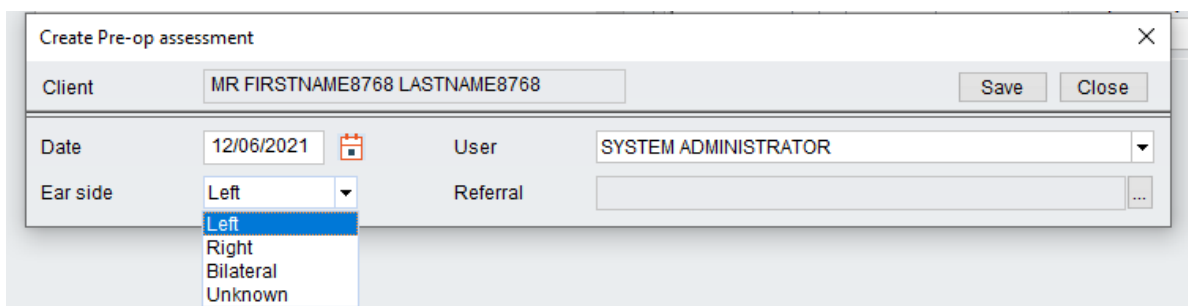 Create Pre-op assessment
Client MR FIRSTNAME8768 LASTNAME8768 Save Close
Date 12/06/2021 User SYSTEM ADMINISTRATOR
Ear side Left Referral ...
Left
Right
Bilateral
Unknown